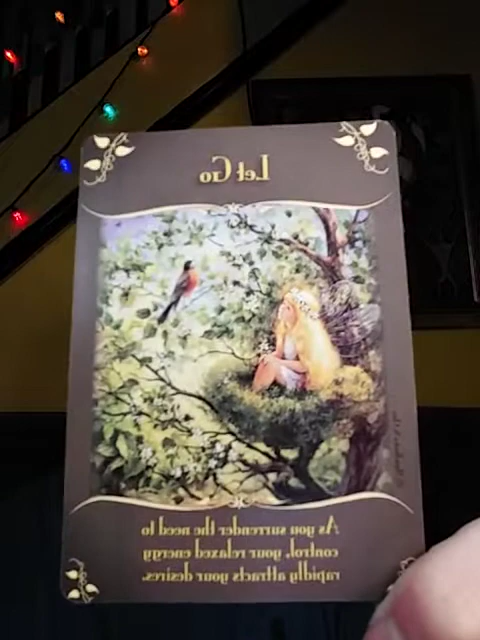 Let Go
As you surrender the need to
control, your relaxed energy
rapidly attracts your desires.